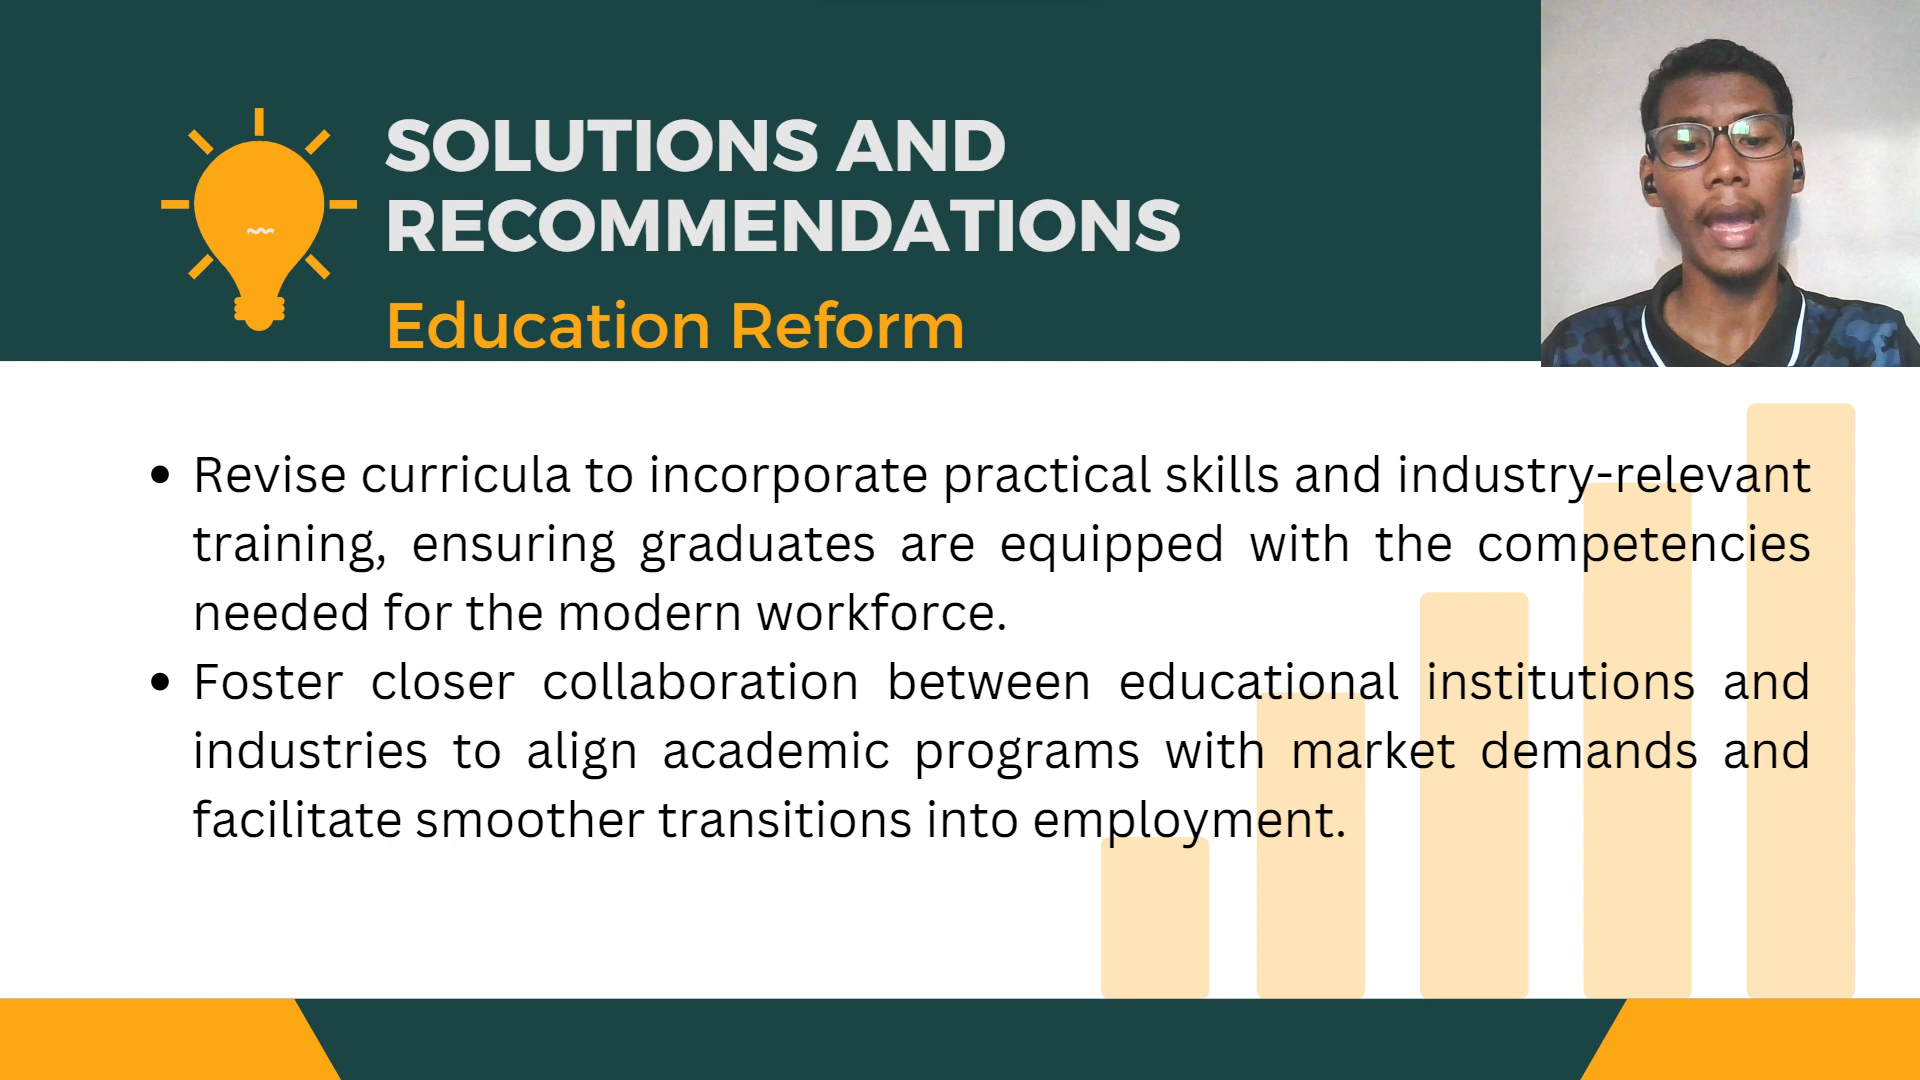 SOLUTIONS AND
RECOMMENDATIONS
Education Reform
• Revise curricula to incorporate practical skills and industry-relevant
training, ensuring graduates are equipped with the competencies
needed for the modern workforce.
• Foster closer collaboration between educational institutions and
industries to align academic programs with market demands and
facilitate smoother transitions into employment.